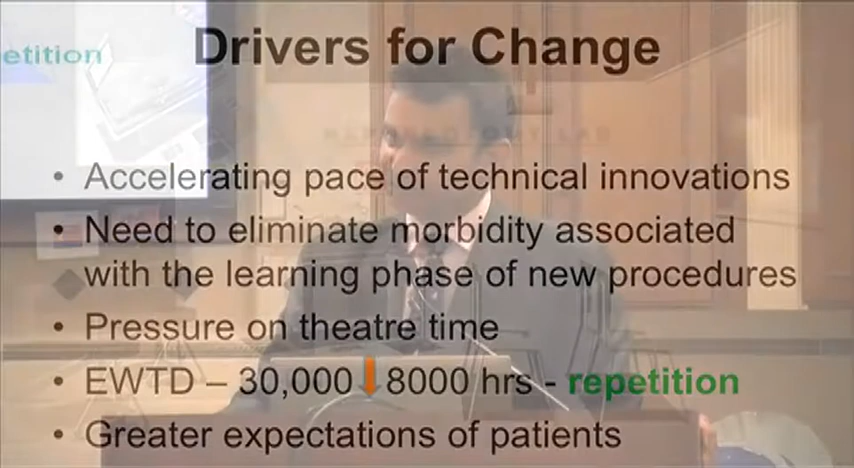 Drivers for Change
etition
• Accelerating pace of technical innovations
• Need to eliminate morbidity associated
with the learning phase of new procedures
• Pressure on theatre time
• EWTD – 30,000 ↓ 8000 hrs - repetition
• Greater expectations of patients